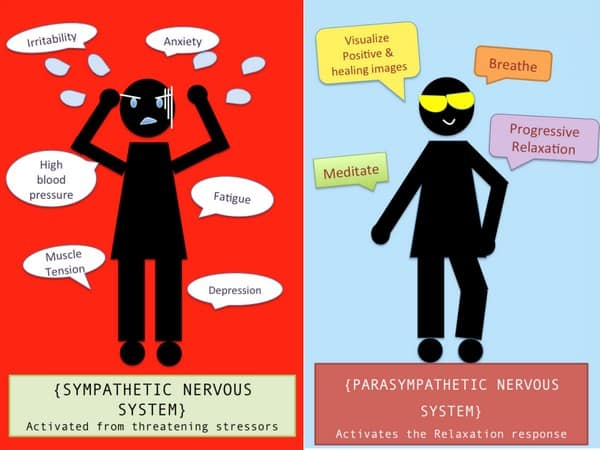 Irritability
Anxiety
High
blood
pressure
Fatigue
Muscle
Tension
Depression
{SYMPATHETIC NERVOUS
SYSTEM}
Activated from threatening stressors
Visualize
Positive &
healing images
Breathe
Progressive
Relaxation
Meditate
{PARASYMPATHETIC NERVOUS
SYSTEM}
Activates the Relaxation response